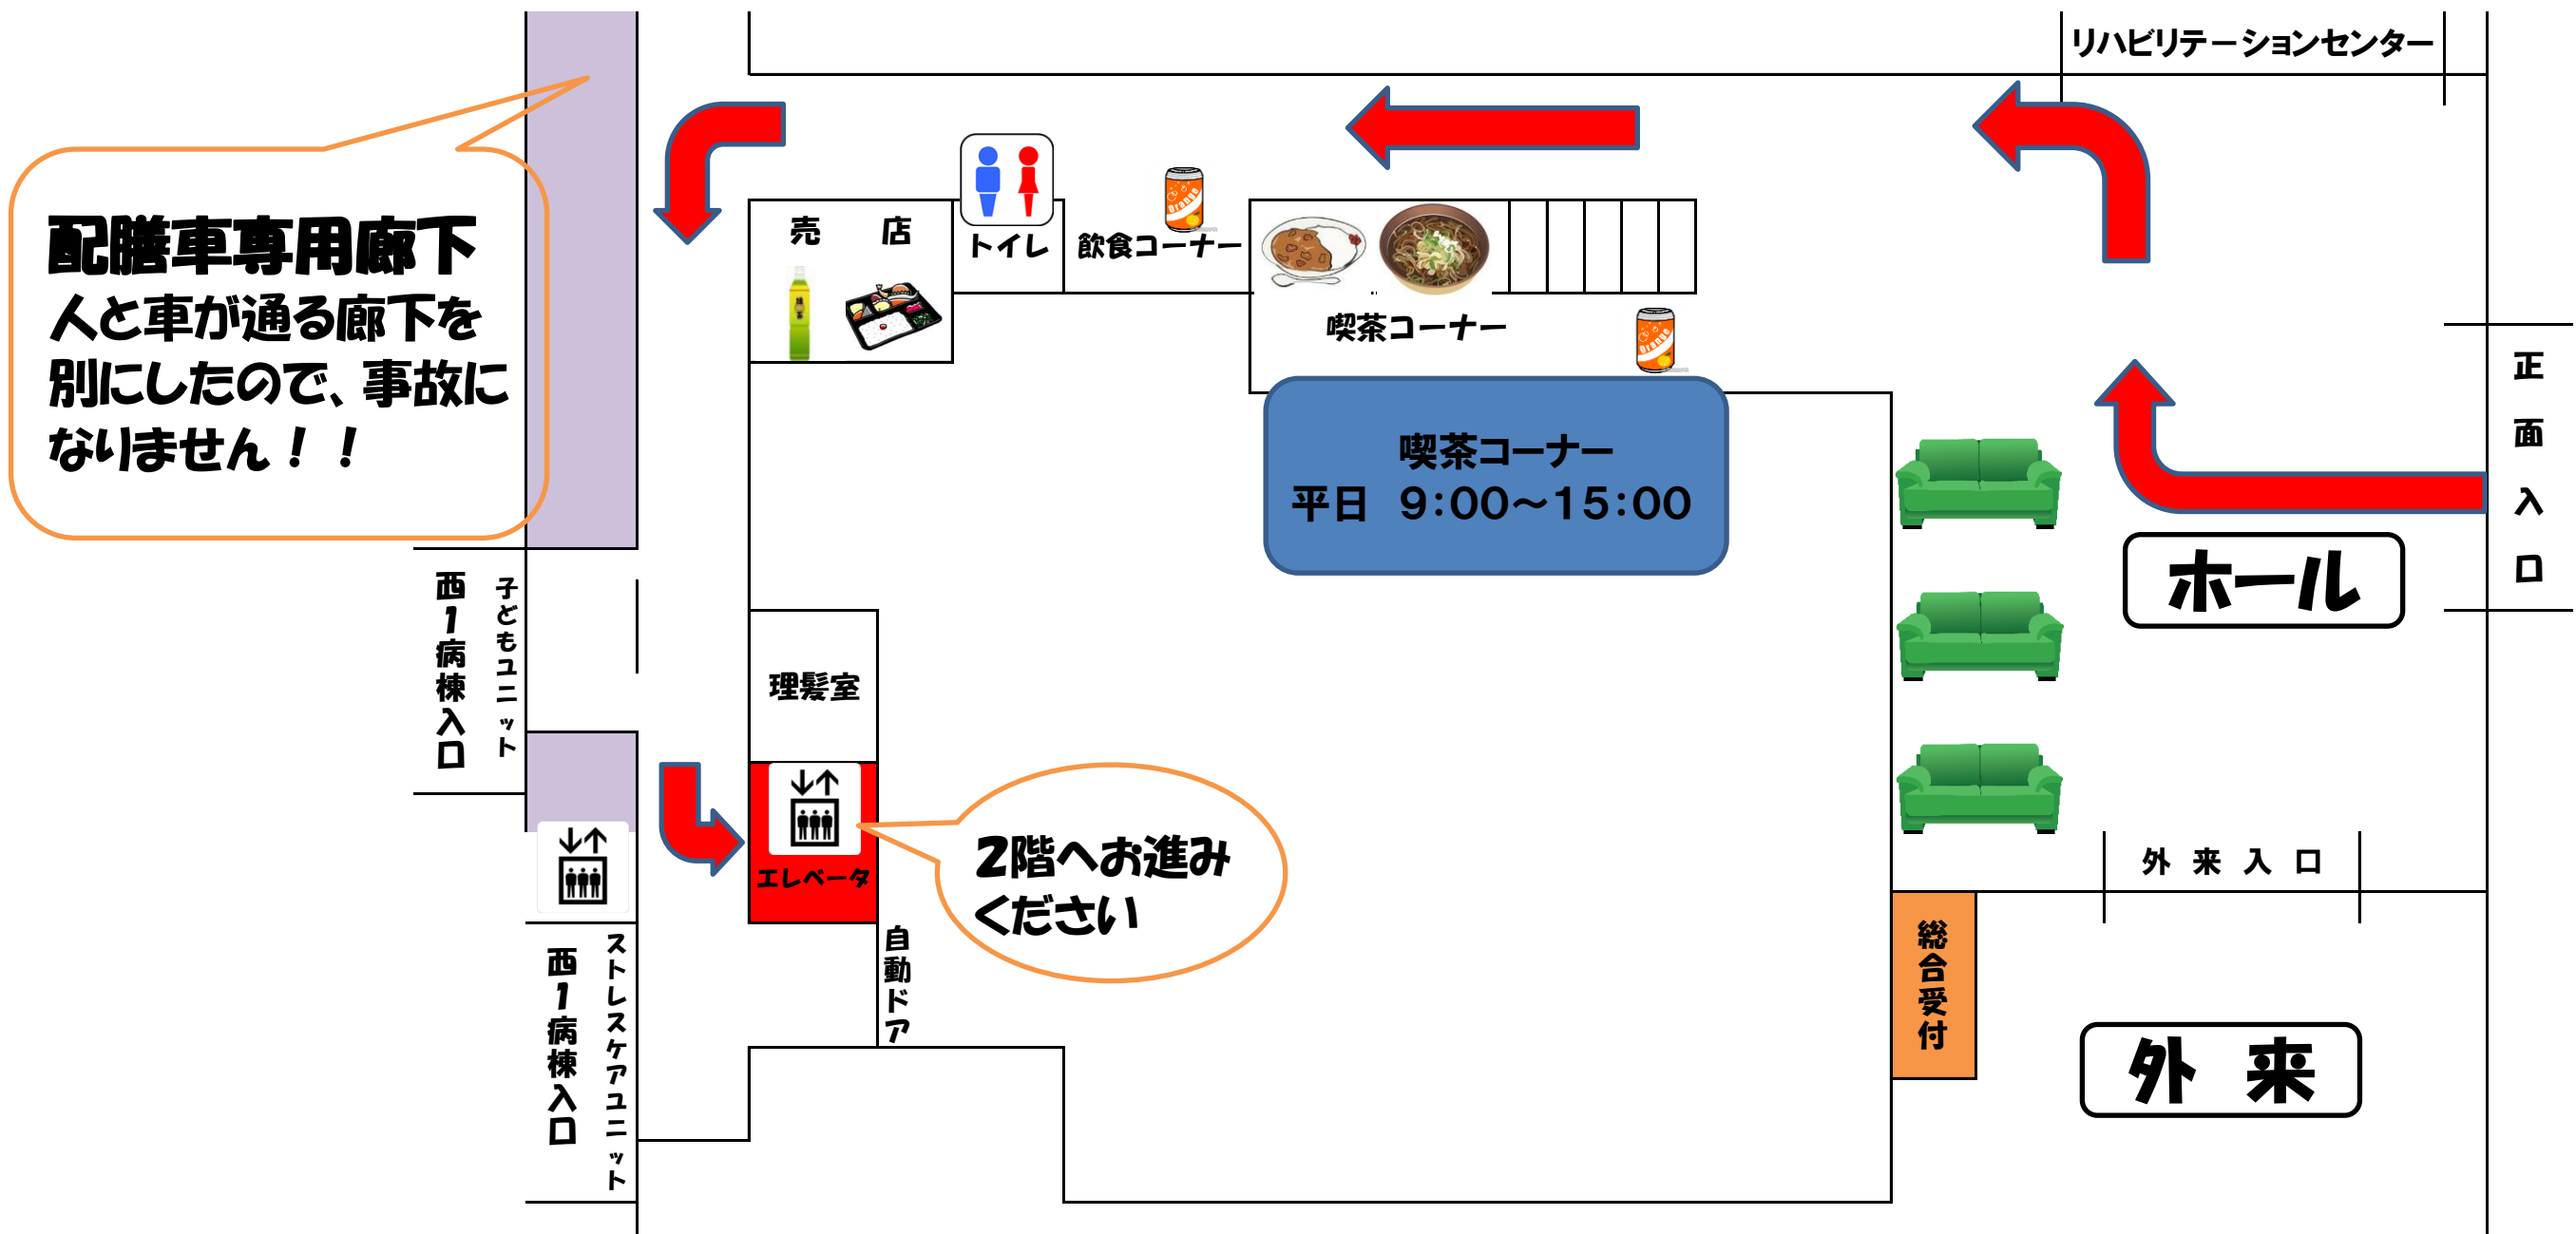 リハビリテーションセンター
配膳車専用廊下
人と車が通る廊下を
別にしたので、事故に
なりません！！
売　店
トイレ
飲食コーナー
喫茶コーナー
喫茶コーナー
平日　9：00～15：00
正面入口
ホール
西1病棟入口
子どもユニット
理髪室
エレベータ
2階へお進み
ください
自動ドア
外来入口
総合受付
外　来
西1病棟入口
ストレスケアユニット
Orange
Orange